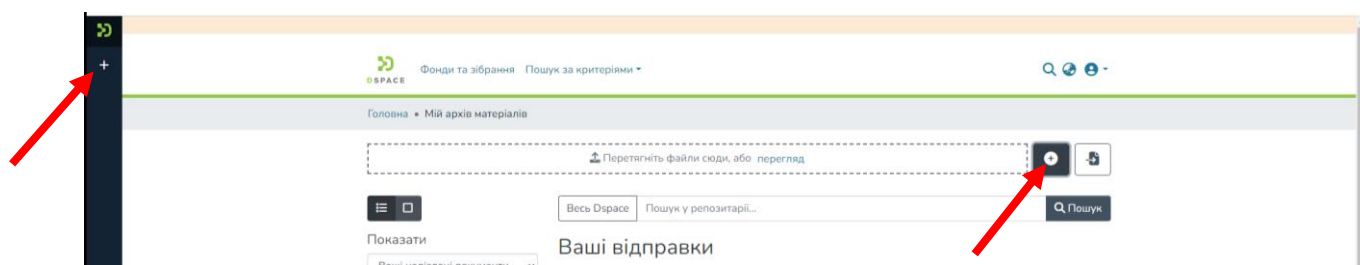 DSPACE
Фонди та зібрання Пошук за критеріями
Головна • Мій архів матеріалів
Перетягніть файли сюди, або перегляд
Весь Dspace Пошук у репозитарії... Пошук
Показати
Ваші відправки